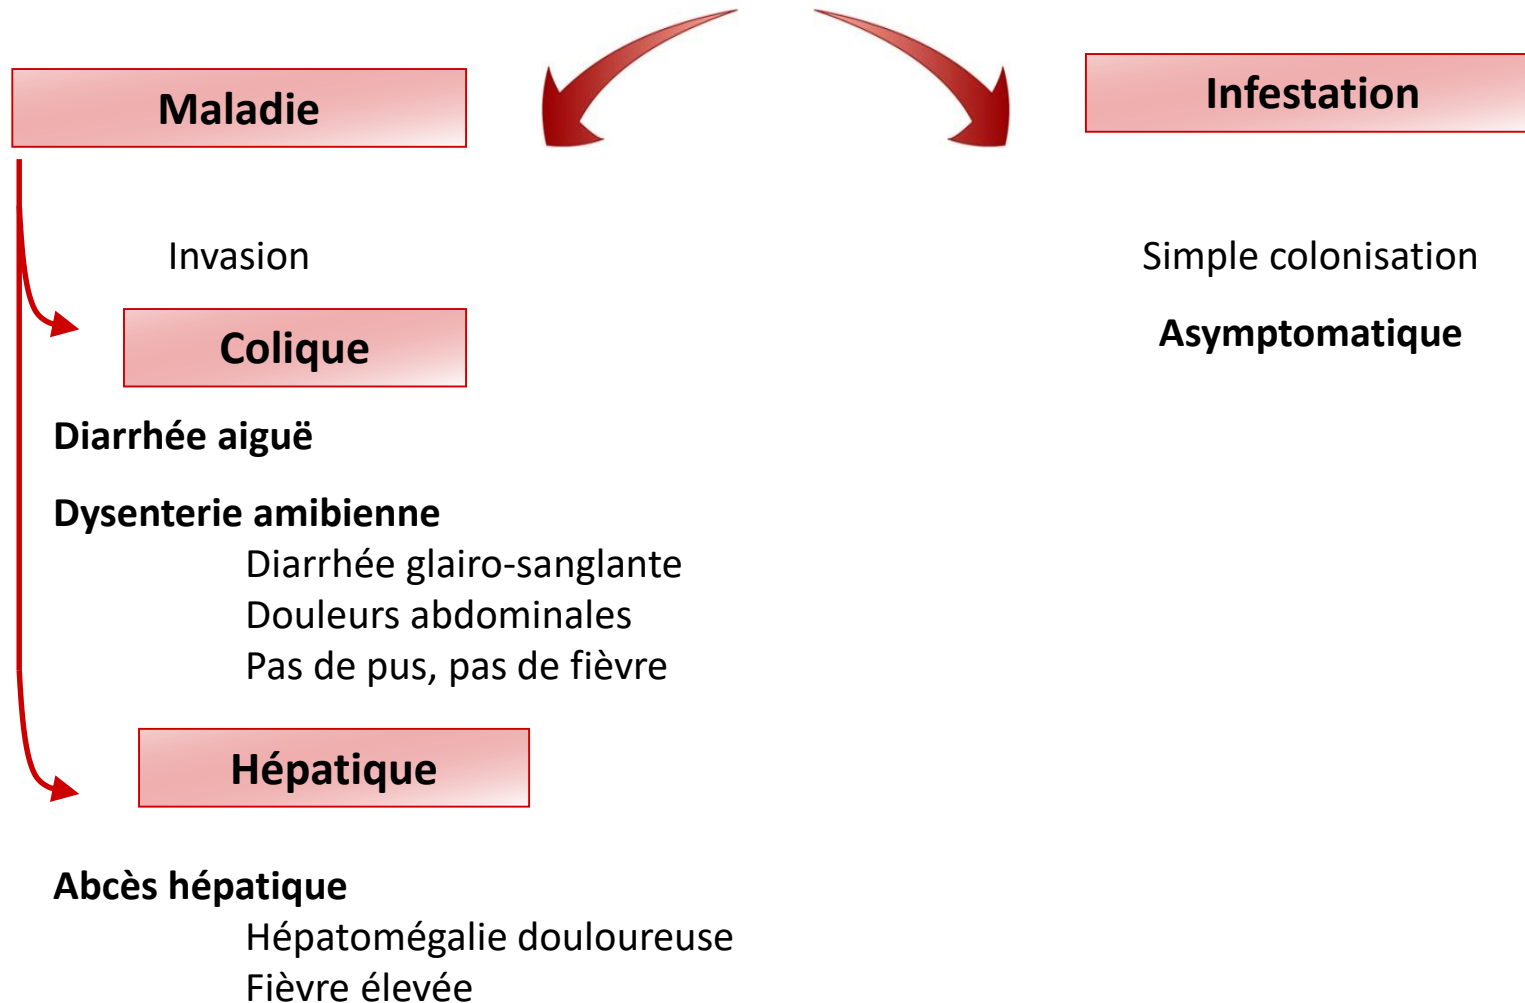 Maladie
Infestation
Invasion
Simple colonisation
Colique
Asymptomatique
Diarrhée aiguë
Dysenterie amibienne
Diarrhée glairo-sanglante
Douleurs abdominales
Pas de pus, pas de fièvre
Hépatique
Abcès hépatique
Hépatomégalie douloureuse
Fièvre élevée